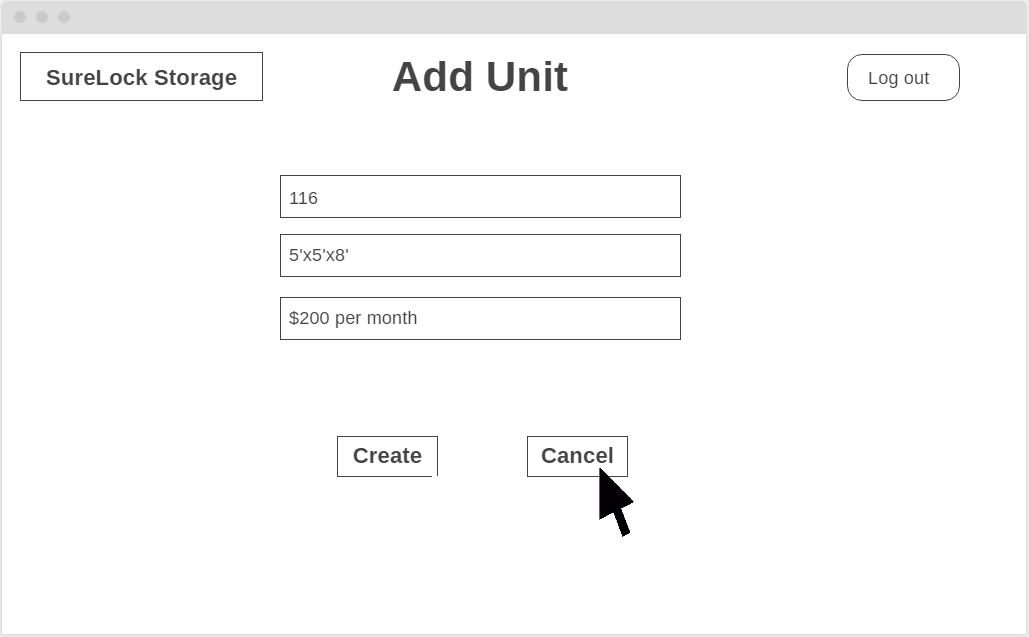 SureLock Storage
Add Unit
Log out
116
5'x5'x8'
$200 per month
Create
Cancel